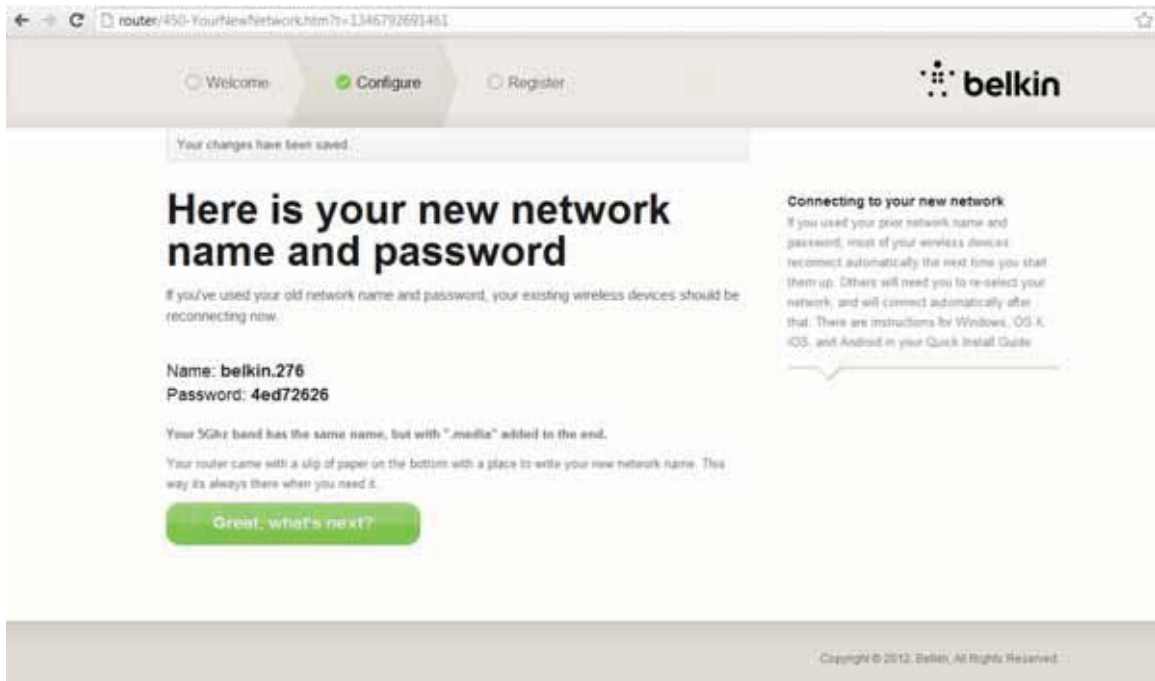 router/450-YourNewNetwork.htm?t=1346792691461
Welcome
Configure
Register
belkin
Your changes have been saved.
Here is your new network
name and password
If you've used your old network name and password, your existing wireless devices should be
reconnecting now.
Name: belkin.276
Password: 4ed72626
Your 5Ghz band has the same name, but with ".media" added to the end.
Your router came with a slip of paper on the bottom with a place to write your new network name. This
way its always there when you need it.
Great, what's next?
Connecting to your new network
If you used your prior network name and
password, most of your wireless devices
reconnect automatically the next time you start
them up. Others will need you to re-select your
network, and will connect automatically after
that. There are instructions for Windows, OS X,
iOS, and Android in your Quick Install Guide
Copyright © 2012, Belkin, All Rights Reserved.